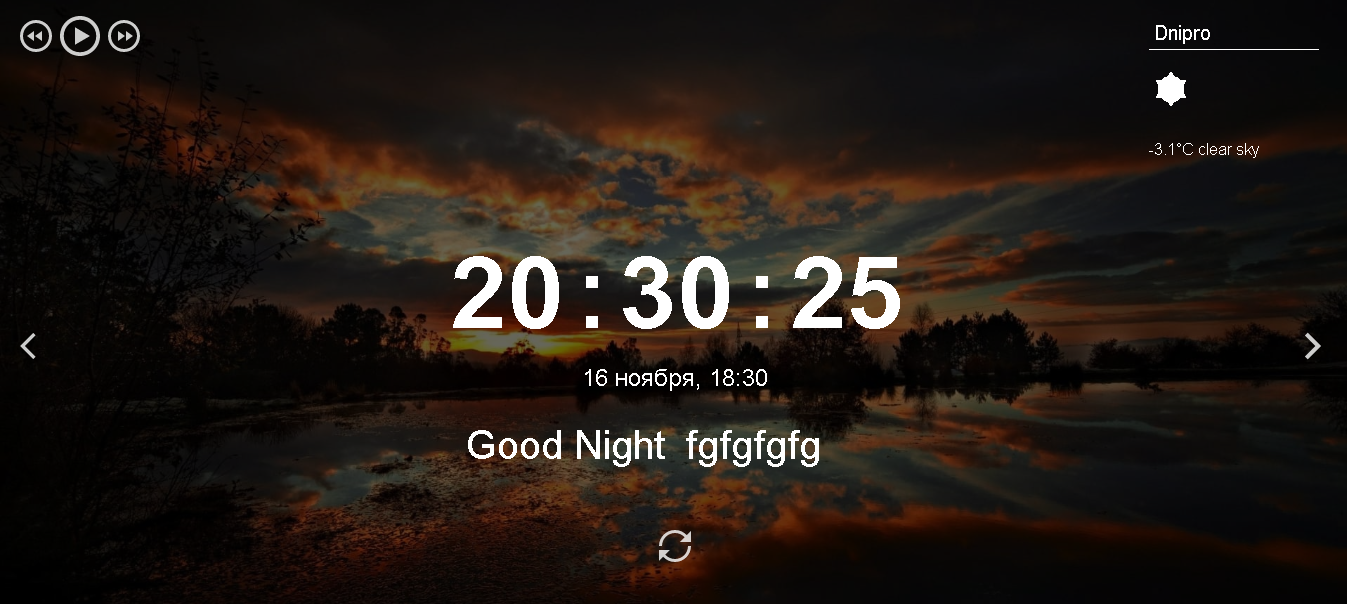 Dnipro
-3.1°C clear sky
20:30:25
16 ноября, 18:30
Good Night fgfgfgfg